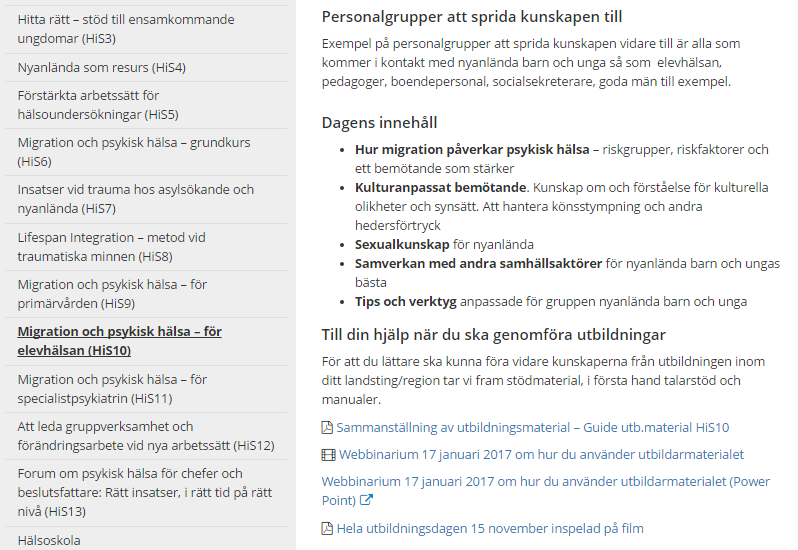 Hitta rätt – stöd till ensamkommande
ungdomar (HiS3)
Nyanlända som resurs (HiS4)
Förstärkta arbetssätt för
hälsoundersökningar (HiS5)
Migration och psykisk hälsa – grundkurs
(HiS6)
Insatser vid trauma hos asylsökande och
nyanlända (HiS7)
Lifespan Integration – metod vid
traumatiska minnen (HiS8)
Migration och psykisk hälsa – för
primärvården (HiS9)
Migration och psykisk hälsa – för
elevhälsan (HiS10)
Migration och psykisk hälsa – för
specialistpsykiatrin (HiS11)
Att leda gruppverksamhet och
förändringsarbete vid nya arbetssätt (HiS12)
Forum om psykisk hälsa för chefer och
beslutsfattare: Rätt insatser, i rätt tid på rätt
nivå (HiS13)
Hälsoskola
Personalgrupper att sprida kunskapen till
Exempel på personalgrupper att sprida kunskapen vidare till är alla som
kommer i kontakt med nyanlända barn och unga så som elevhälsan,
pedagoger, boendepersonal, socialsekreterare, goda män till exempel.
Dagens innehåll
• Hur migration påverkar psykisk hälsa – riskgrupper, riskfaktorer och
ett bemötande som stärker
• Kulturanpassat bemötande. Kunskap om och förståelse för kulturella
olikheter och synsätt. Att hantera könsstympning och andra
hedersförtryck
• Sexualkunskap för nyanlända
• Samverkan med andra samhällsaktörer för nyanlända barn och ungas
bästa
• Tips och verktyg anpassade för gruppen nyanlända barn och unga
Till din hjälp när du ska genomföra utbildningar
För att du lättare ska kunna föra vidare kunskaperna från utbildningen inom
ditt landsting/region tar vi fram stödmaterial, i första hand talarstöd och
manualer.
Sammanställning av utbildningsmaterial – Guide utb.material HiS10
Webbinarium 17 januari 2017 om hur du använder utbildarmaterialet
Webbinarium 17 januari 2017 om hur du använder utbildarmaterialet (Power
Point)
Hela utbildningsdagen 15 november inspelad på film